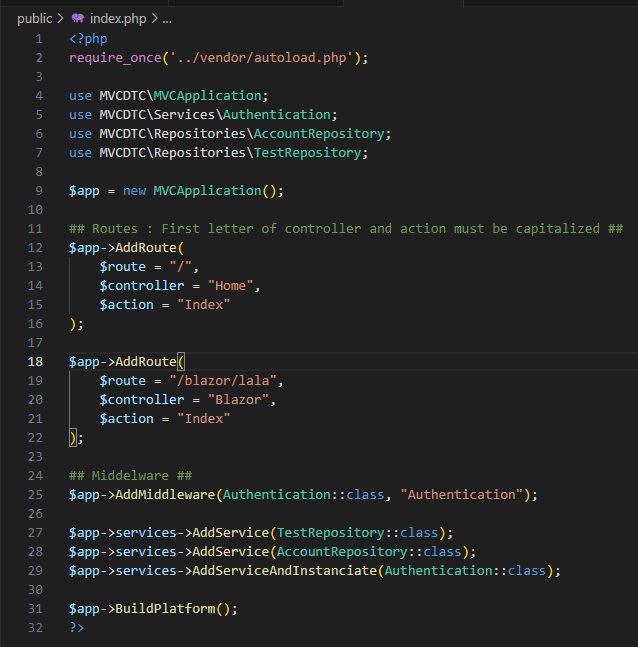 public > index.php > ...
1 <?php
2 require_once('../vendor/autoload.php');
3
4 use MVCDTC\MVCApplication;
5 use MVCDTC\Services\Authentication;
6 use MVCDTC\Repositories\AccountRepository;
7 use MVCDTC\Repositories\TestRepository;
8
9 $app = new MVCApplication();
10
11 ## Routes : First letter of controller and action must be capitalized ##
12 $app->AddRoute(
13     $route = "/",
14     $controller = "Home",
15     $action = "Index"
16 );
17
18 $app->AddRoute(
19     $route = "/blazor/lala",
20     $controller = "Blazor",
21     $action = "Index"
22 );
23
24 ## Middelware ##
25 $app->AddMiddleware(Authentication::class, "Authentication");
26
27 $app->services->AddService(TestRepository::class);
28 $app->services->AddService(AccountRepository::class);
29 $app->services->AddServiceAndInstanciate(Authentication::class);
30
31 $app->BuildPlatform();
32 ?>